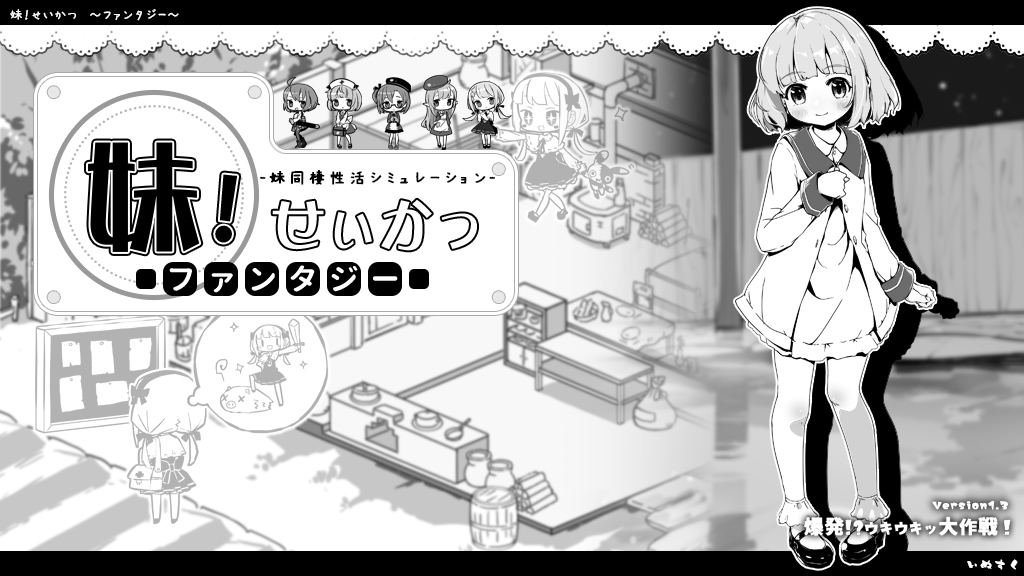 妹!せいかつ ～ファンタジー～
妹!
-妹同棲性活シミュレーション-
せいかつ
ファンタジー
Version1.3
爆発!?ウキウキッ大作戦!
いぬすく